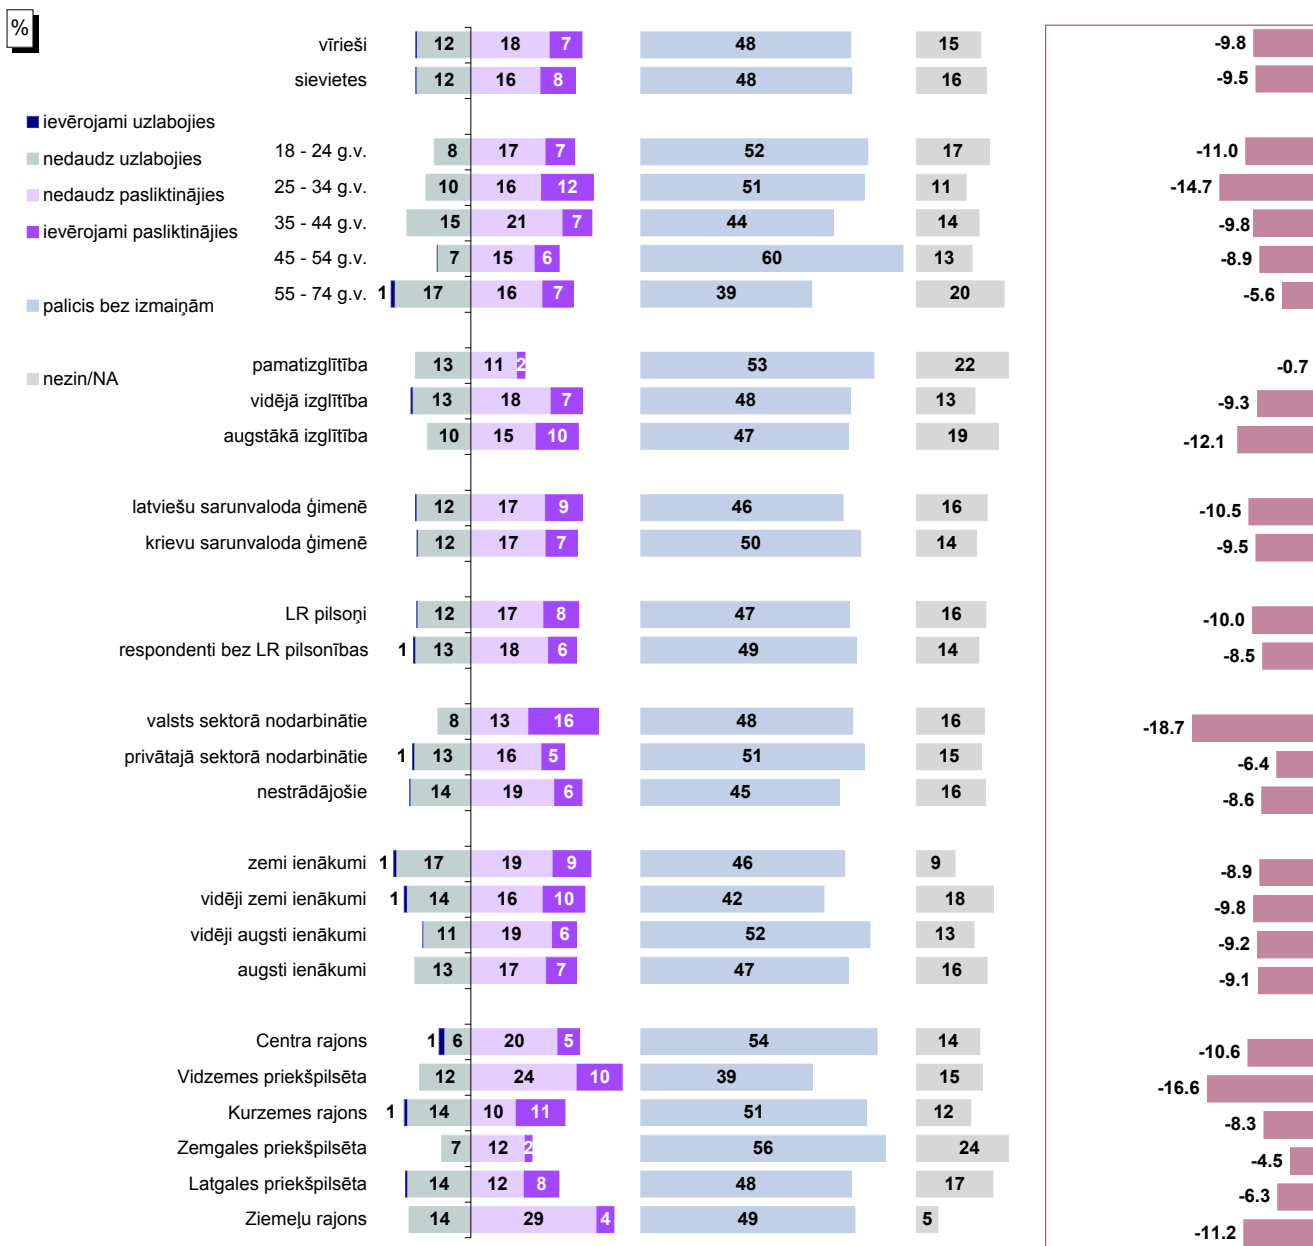 %
ievērojami uzlabojies
nedaudz uzlabojies
nedaudz pasliktinājies
ievērojami pasliktinājies
palicis bez izmaiņām
nezin/NA
vīrieši 12 18 7 48 15 -9.8
sievietes 12 16 8 48 16 -9.5
18 - 24 g.v. 8 17 7 52 17 -11.0
25 - 34 g.v. 10 16 12 51 11 -14.7
35 - 44 g.v. 15 21 7 44 14 -9.8
45 - 54 g.v. 7 15 6 60 13 -8.9
55 - 74 g.v. 1 17 16 7 39 20 -5.6
pamatizglītība 13 11 2 53 22 -0.7
vidējā izglītība 13 18 7 48 13 -9.3
augstākā izglītība 10 15 10 47 19 -12.1
latviešu sarunvaloda ģimenē 12 17 9 46 16 -10.5
krievu sarunvaloda ģimenē 12 17 7 50 14 -9.5
LR pilsoņi 12 17 8 47 16 -10.0
respondenti bez LR pilsonības 1 13 18 6 49 14 -8.5
valsts sektorā nodarbinātie 8 13 16 48 16 -18.7
privātajā sektorā nodarbinātie 1 13 16 5 51 15 -6.4
nestrādājošie 14 19 6 45 16 -8.6
zemi ienākumi 1 17 19 9 46 9 -8.9
vidēji zemi ienākumi 1 14 16 10 42 18 -9.8
vidēji augsti ienākumi 11 19 6 52 13 -9.2
augsti ienākumi 13 17 7 47 16 -9.1
Centra rajons 1 6 20 5 54 14 -10.6
Vidzemes priekšpilsēta 12 24 10 39 15 -16.6
Kurzemes rajons 1 14 10 11 51 12 -8.3
Zemgales priekšpilsēta 7 12 2 56 24 -4.5
Latgales priekšpilsēta 14 12 8 48 17 -6.3
Ziemeļu rajons 14 29 4 49 5 -11.2